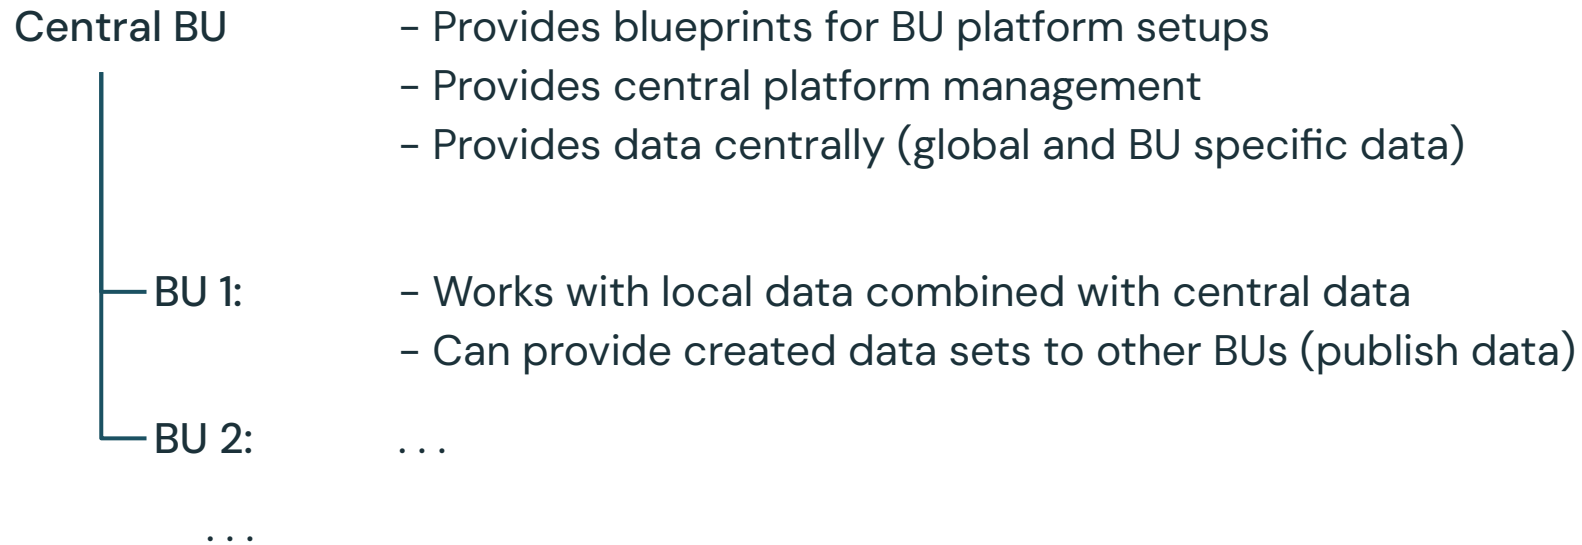 Central BU – Provides blueprints for BU platform setups
– Provides central platform management
– Provides data centrally (global and BU specific data)
BU 1: – Works with local data combined with central data
– Can provide created data sets to other BUs (publish data)
BU 2: . . .
. . .